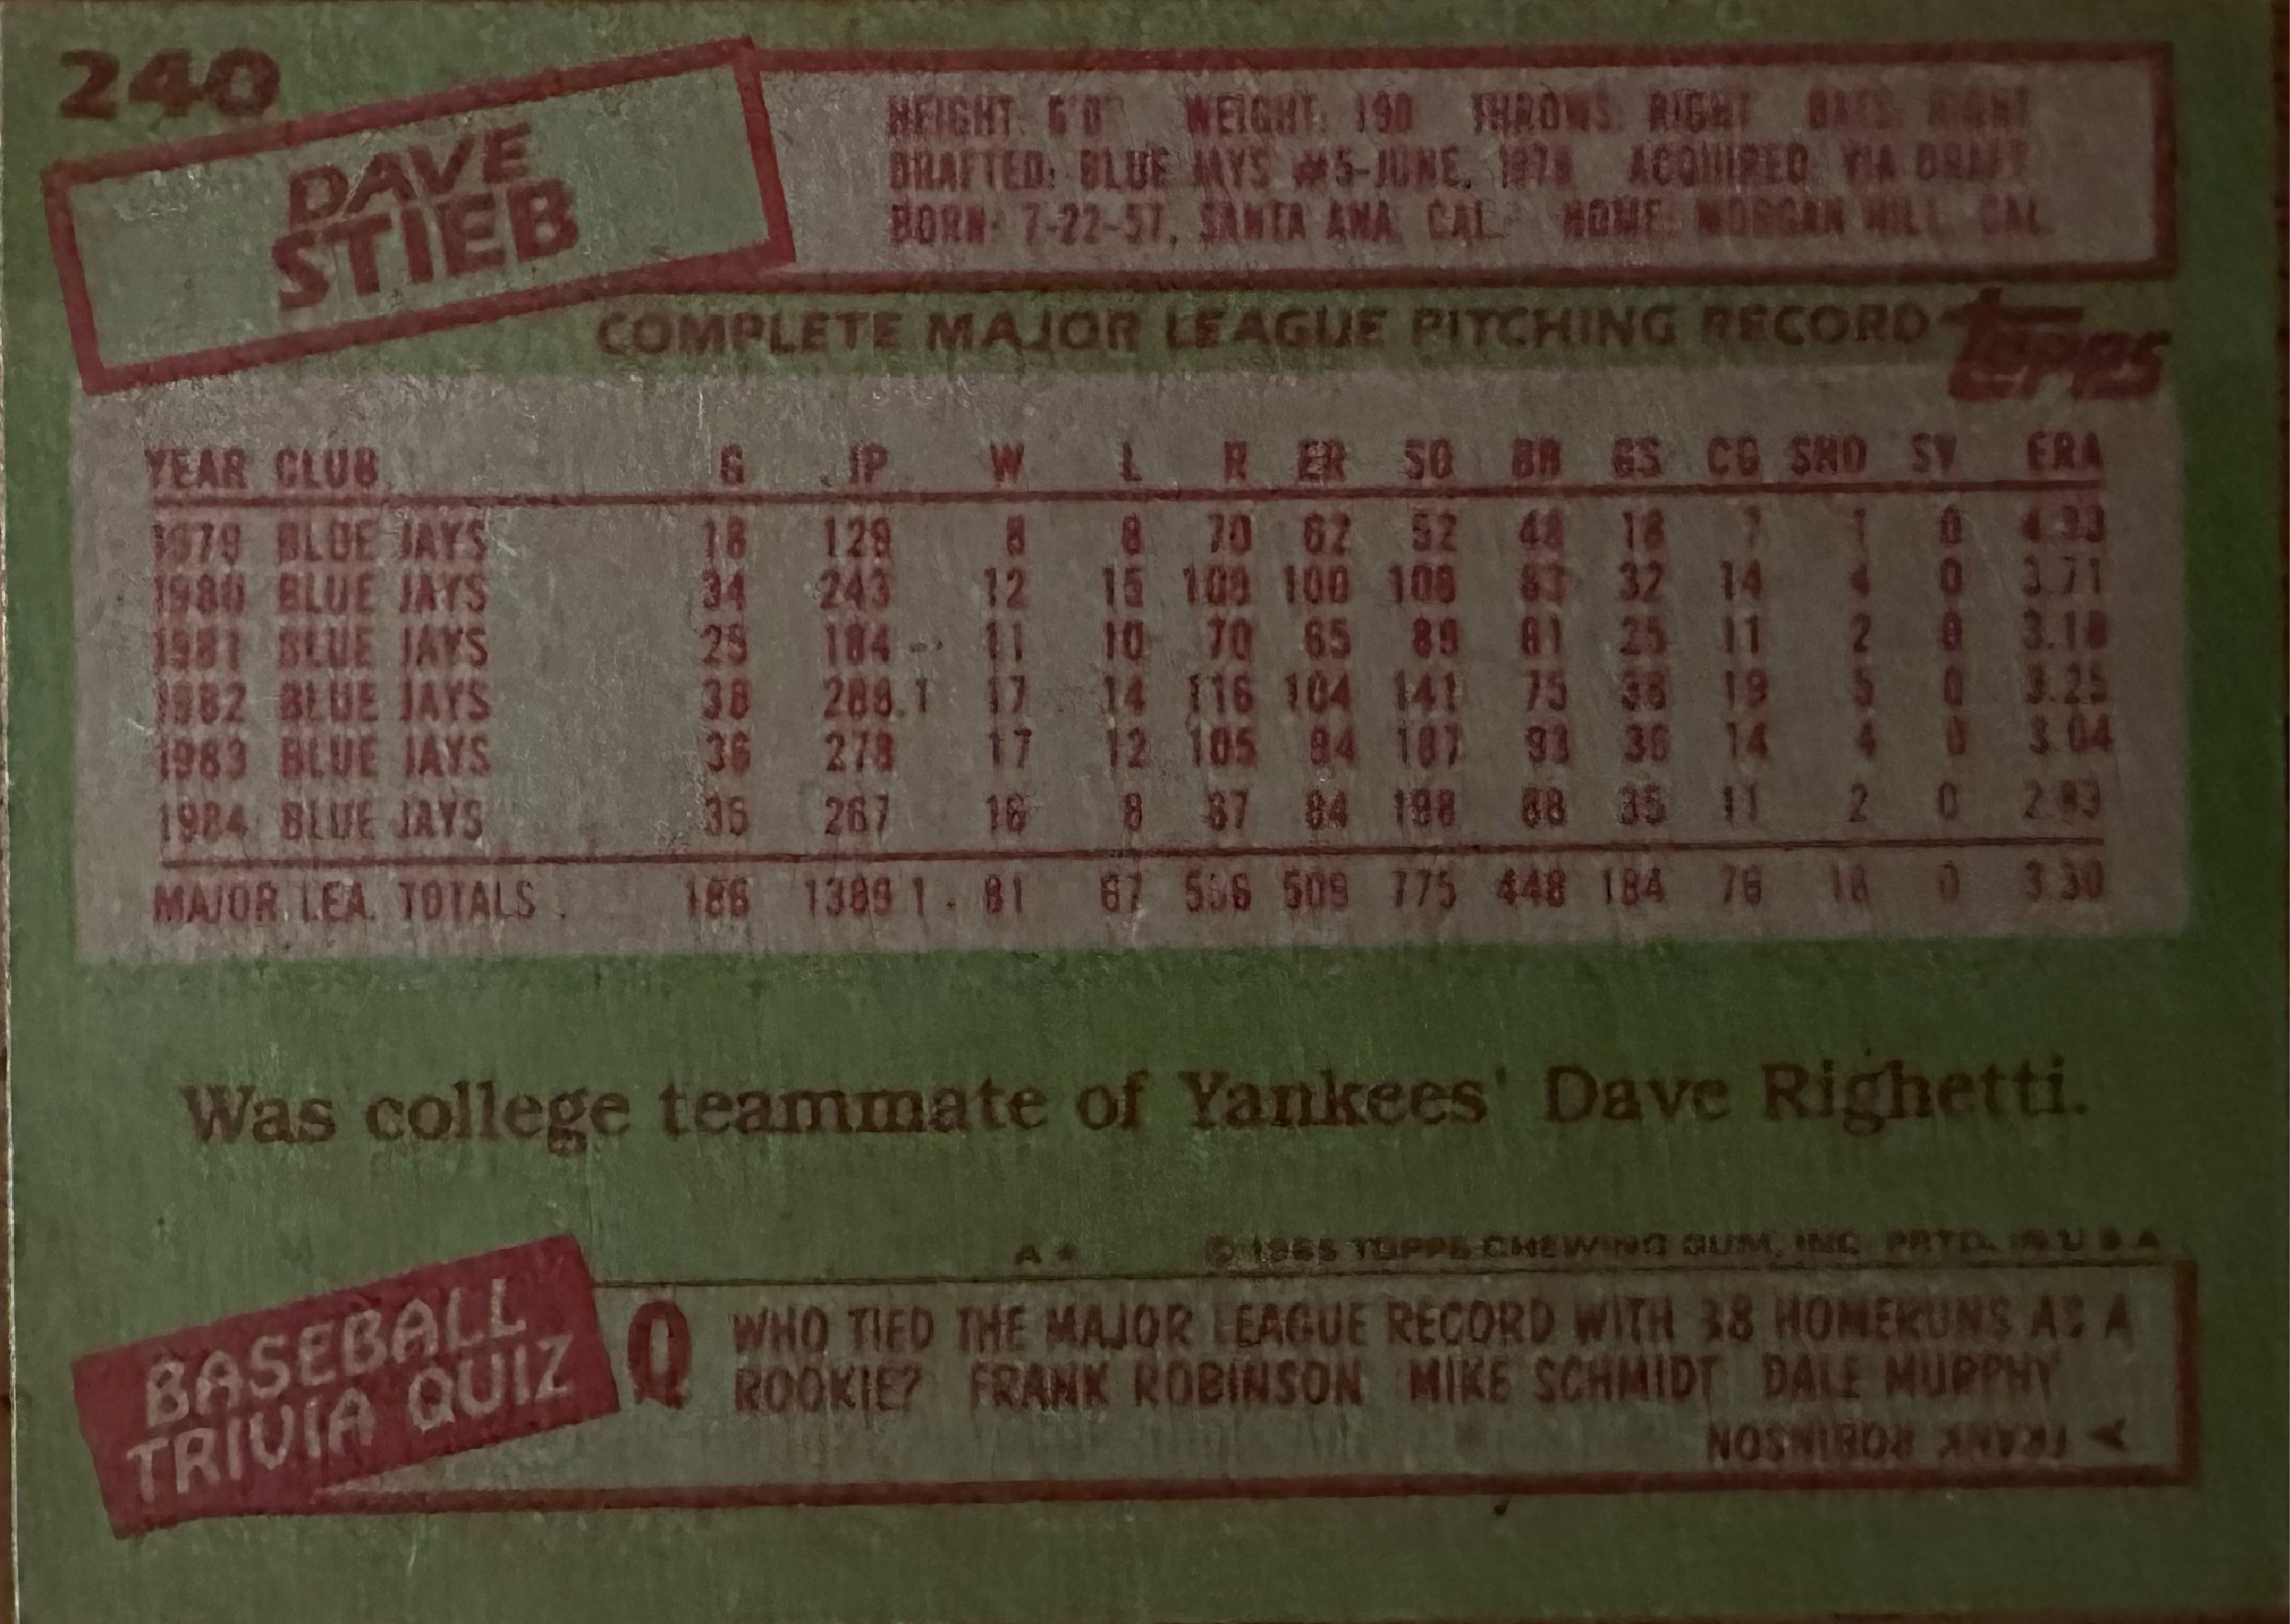 240
DAVE
STIEB
HEIGHT: 6'0" WEIGHT: 190 THROWS: RIGHT BATS: RIGHT
DRAFTED: BLUE JAYS #5-JUNE, 1978 ACQUIRED: VIA DRAFT
BORN: 7-22-57, SANTA ANA, CAL. HOME: MORGAN HILL, CAL.
COMPLETE MAJOR LEAGUE PITCHING RECORD
topps
YEAR CLUB G IP W L R ER SO BB GS CG SHO SV ERA
1979 BLUE JAYS 18 129 8 8 70 62 52 48 18 7 1 0 4.33
1980 BLUE JAYS 34 243 12 15 108 100 108 83 32 14 4 0 3.71
1981 BLUE JAYS 25 184 11 10 70 65 89 61 25 11 2 0 3.18
1982 BLUE JAYS 38 288.1 17 14 116 104 141 75 38 19 5 0 3.25
1983 BLUE JAYS 36 278 17 12 105 94 187 93 36 14 4 0 3.04
1984 BLUE JAYS 35 267 16 8 87 84 198 88 35 11 2 0 2.83
MAJOR LEA. TOTALS 186 1389.1 81 67 556 509 775 448 184 76 18 0 3.30
Was college teammate of Yankees' Dave Righetti.
A * © 1985 TOPPS CHEWING GUM, INC. PRTD. IN U.S.A.
BASEBALL
TRIVIA QUIZ
Q WHO TIED THE MAJOR LEAGUE RECORD WITH 38 HOMERUNS AS A
ROOKIE? FRANK ROBINSON MIKE SCHMIDT DALE MURPHY
A FRANK ROBINSON